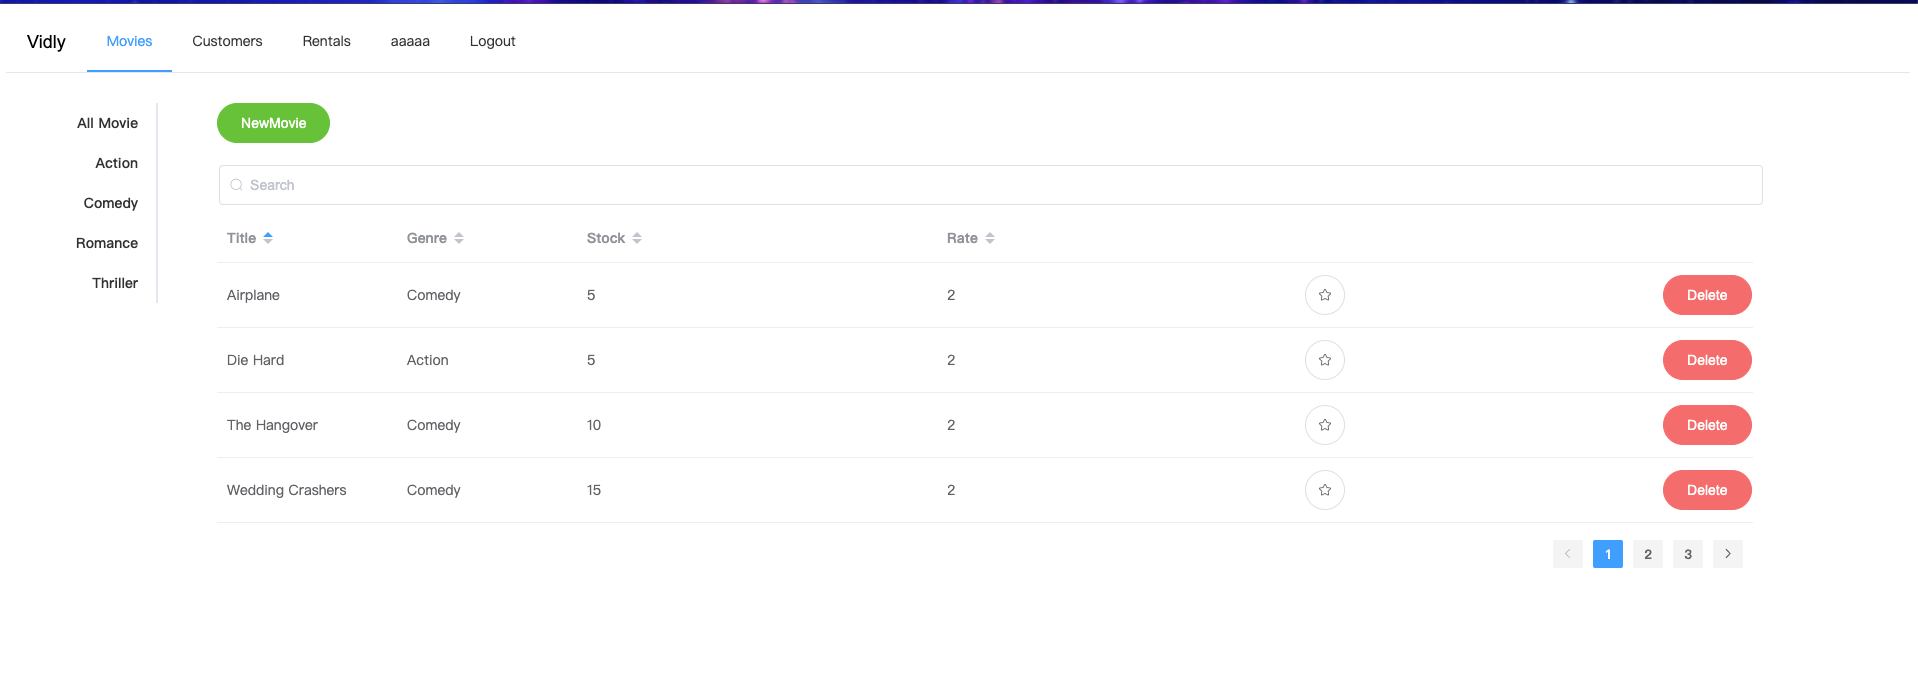 Vidly Movies Customers Rentals aaaaa Logout
All Movie
Action
Comedy
Romance
Thriller
NewMovie
Search
Title Genre Stock Rate
Airplane Comedy 5 2 Delete
Die Hard Action 5 2 Delete
The Hangover Comedy 10 2 Delete
Wedding Crashers Comedy 15 2 Delete
1 2 3